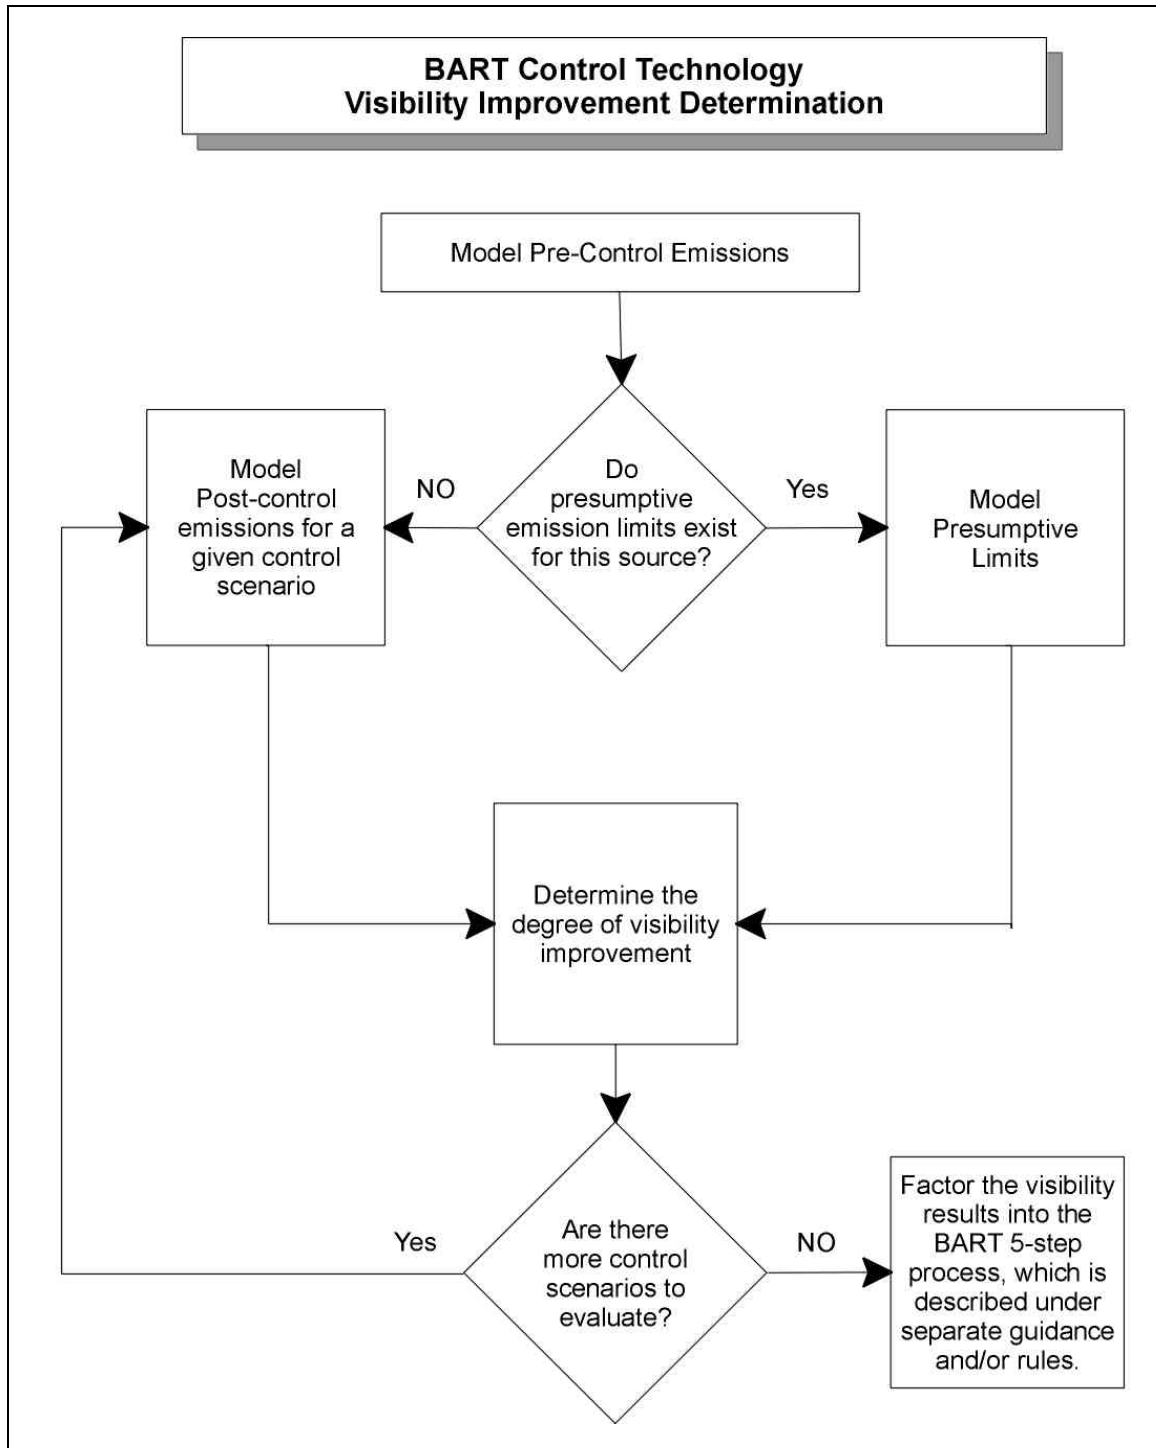 BART Control Technology
Visibility Improvement Determination
Model Pre-Control Emissions
Model
Post-control
emissions for a
given control
scenario
NO
Do
presumptive
emission limits exist
for this source?
Yes
Model
Presumptive
Limits
Determine the
degree of visibility
improvement
Yes
Are there
more control
scenarios to
evaluate?
NO
Factor the visibility
results into the
BART 5-step
process, which is
described under
separate guidance
and/or rules.